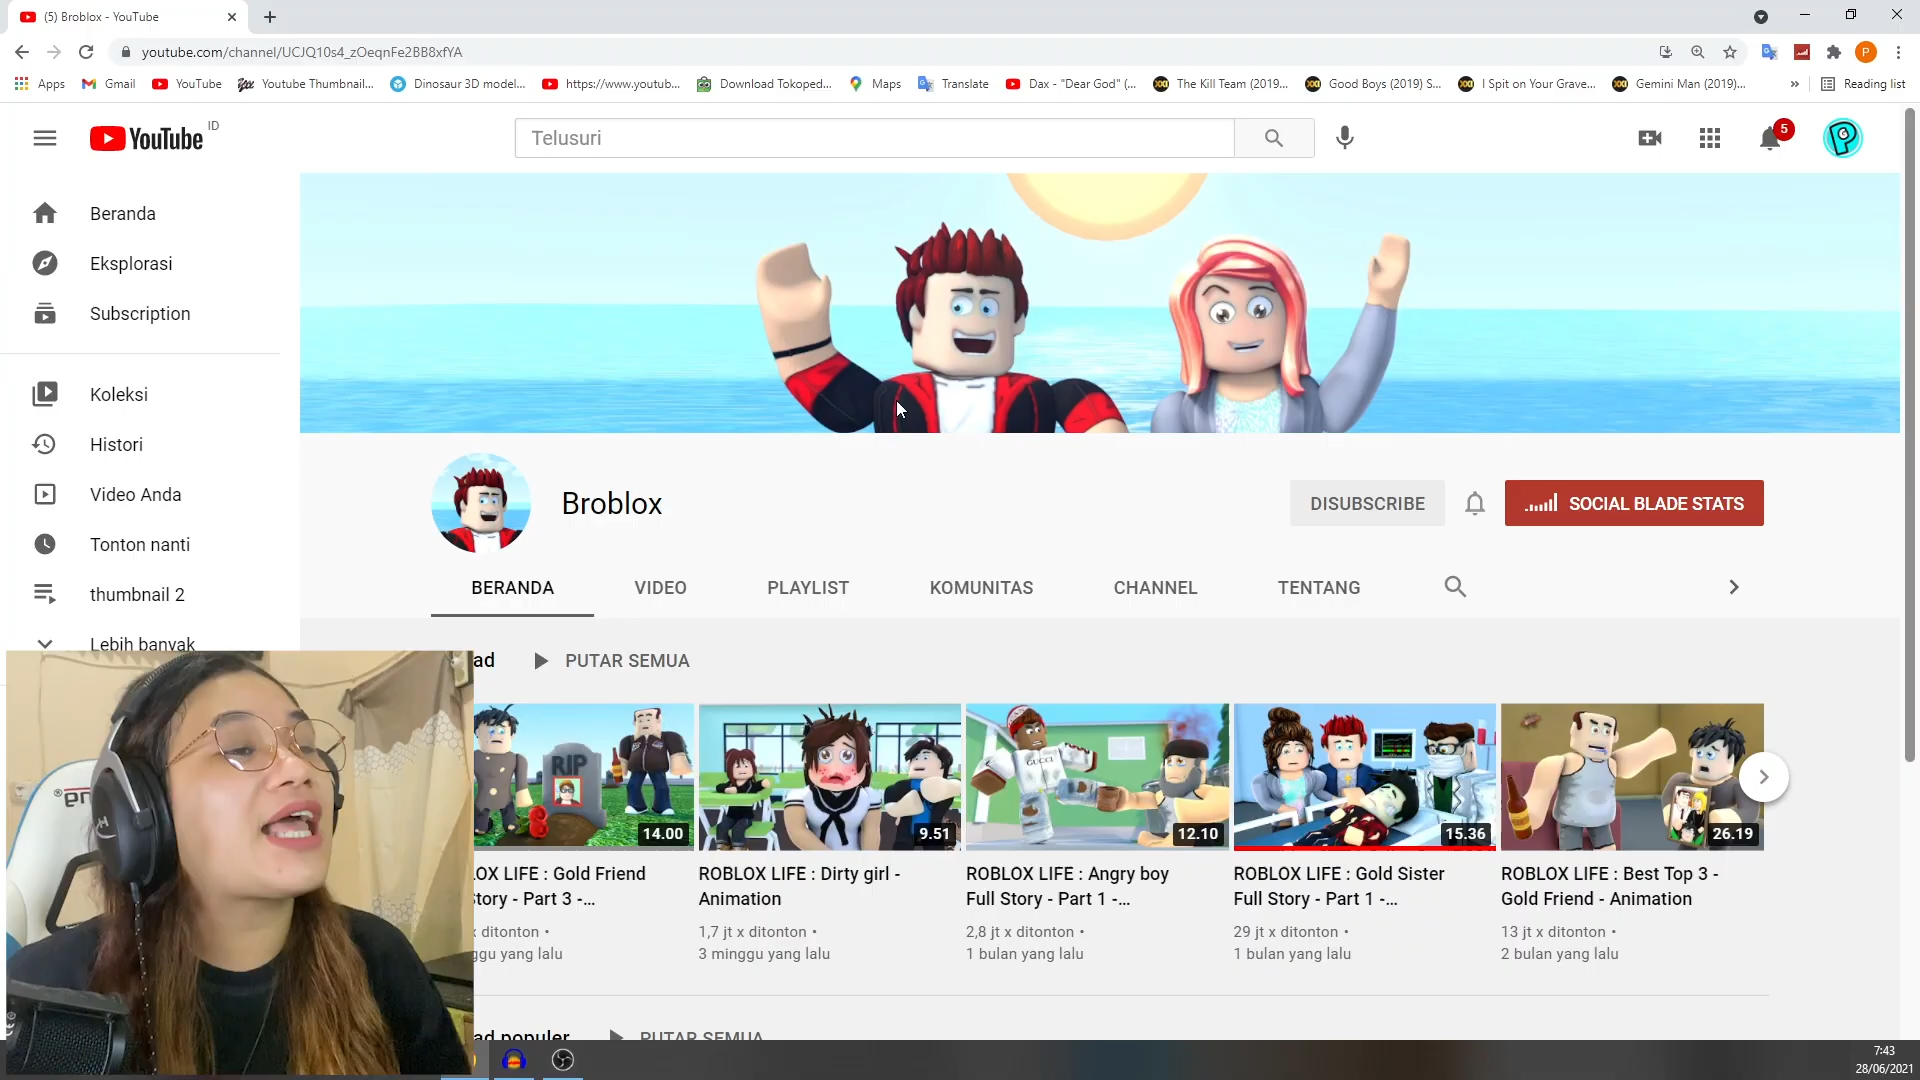 (5) Broblox - YouTube
youtube.com/channel/UCJQ10s4_zOeqnFe2BB8xfYA
P
Apps
Gmail
YouTube
Youtube Thumbnail...
Dinosaur 3D model...
https://www.youtub...
Download Tokoped...
Maps
Translate
Dax - "Dear God" (...
The Kill Team (2019...
Good Boys (2019) S...
I Spit on Your Grave...
Gemini Man (2019)...
Reading list
YouTube ID
Telusuri
5
Beranda
Eksplorasi
Subscription
Koleksi
Histori
Video Anda
Tonton nanti
thumbnail 2
Lebih banyak
Broblox
DISUBSCRIBE
SOCIAL BLADE STATS
BERANDA
VIDEO
PLAYLIST
KOMUNITAS
CHANNEL
TENTANG
ad
PUTAR SEMUA
RIP
14.00
9.51
GUCCI
12.10
15.36
26.19
OX LIFE : Gold Friend
Story - Part 3 -...
x ditonton •
ggu yang lalu
ROBLOX LIFE : Dirty girl -
Animation
1,7 jt x ditonton •
3 minggu yang lalu
ROBLOX LIFE : Angry boy
Full Story - Part 1 -...
2,8 jt x ditonton •
1 bulan yang lalu
ROBLOX LIFE : Gold Sister
Full Story - Part 1 -...
29 jt x ditonton •
1 bulan yang lalu
ROBLOX LIFE : Best Top 3 -
Gold Friend - Animation
13 jt x ditonton •
2 bulan yang lalu
ad populer
PUTAR SEMUA
7:43
28/06/2021